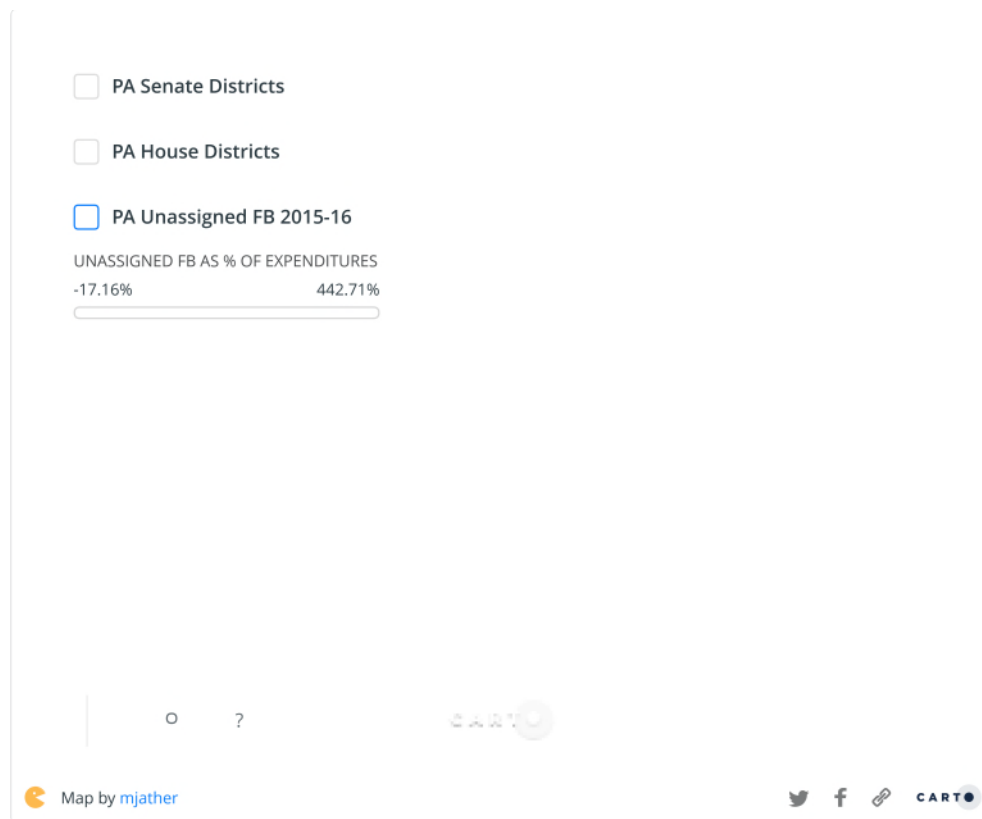 PA Senate Districts
PA House Districts
PA Unassigned FB 2015-16
UNASSIGNED FB AS % OF EXPENDITURES
-17.16% 442.71%
?
CARTO
Map by mjather
CARTO